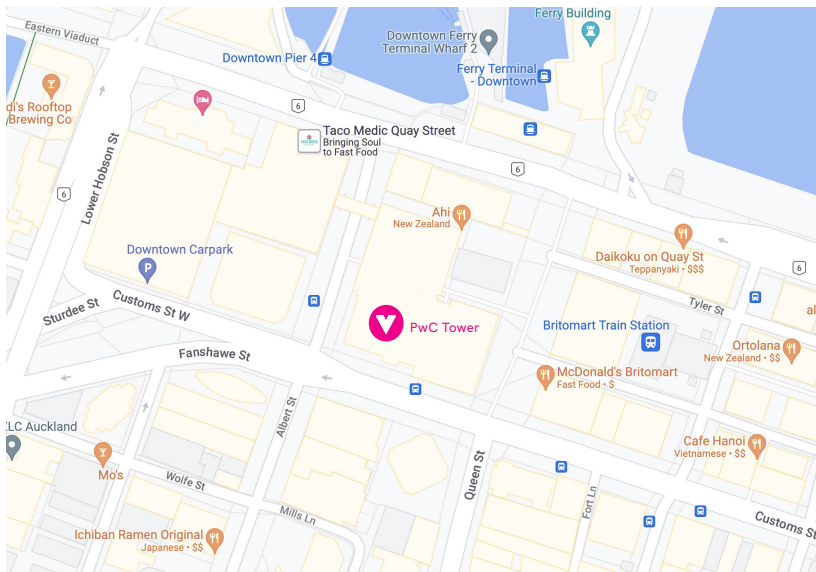 Eastern Viaduct
Downtown Pier 4
Downtown Ferry
Terminal Wharf 2
Ferry Building
Ferry Terminal
- Downtown
di's Rooftop
Brewing Co
6
Taco Medic Quay Street
Bringing Soul
to Fast Food
6
6
Lower Hobson St
Ahi
New Zealand
Daikoku on Quay St
Teppanyaki • $$$
6
Downtown Carpark
P
Sturdee St
Customs St W
PwC Tower
Tyler St
al
Britomart Train Station
Ortolana
New Zealand • $$
Fanshawe St
McDonald's Britomart
Fast Food • $
Albert St
CLC Auckland
Mo's
Cafe Hanoi
Vietnamese • $$
Queen St
Wolfe St
Fort Ln
Mills Ln
Customs St
Ichiban Ramen Original
Japanese • $$